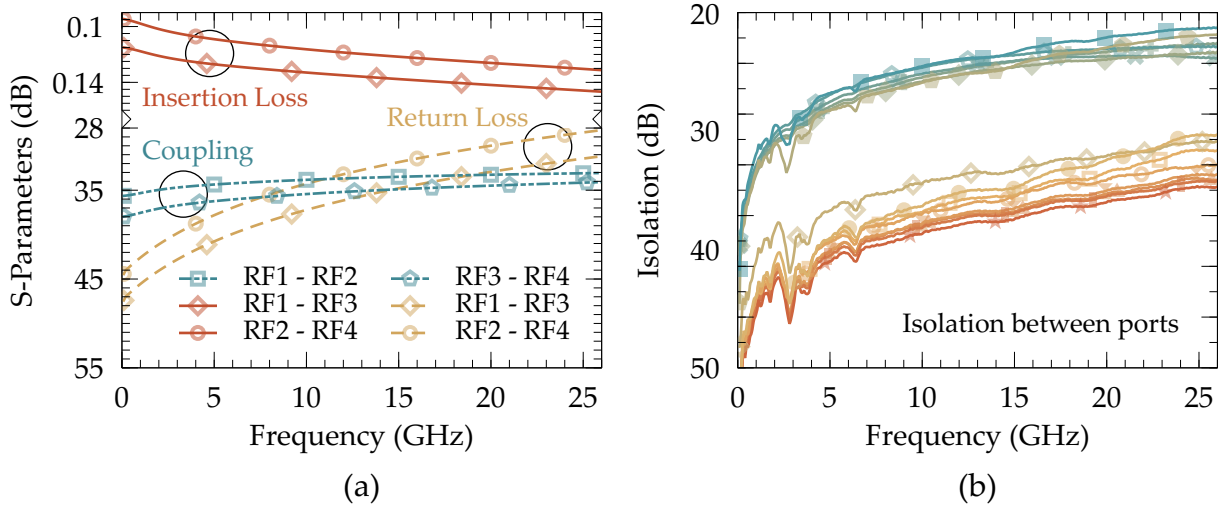 S-Parameters (dB)
0.1
0.14
28
35
45
55
Insertion Loss
Return Loss
Coupling
RF1 - RF2
RF3 - RF4
RF1 - RF3
RF1 - RF3
RF2 - RF4
RF2 - RF4
0 5 10 15 20 25
Frequency (GHz)
(a)
Isolation (dB)
20
30
40
50
Isolation between ports
0 5 10 15 20 25
Frequency (GHz)
(b)